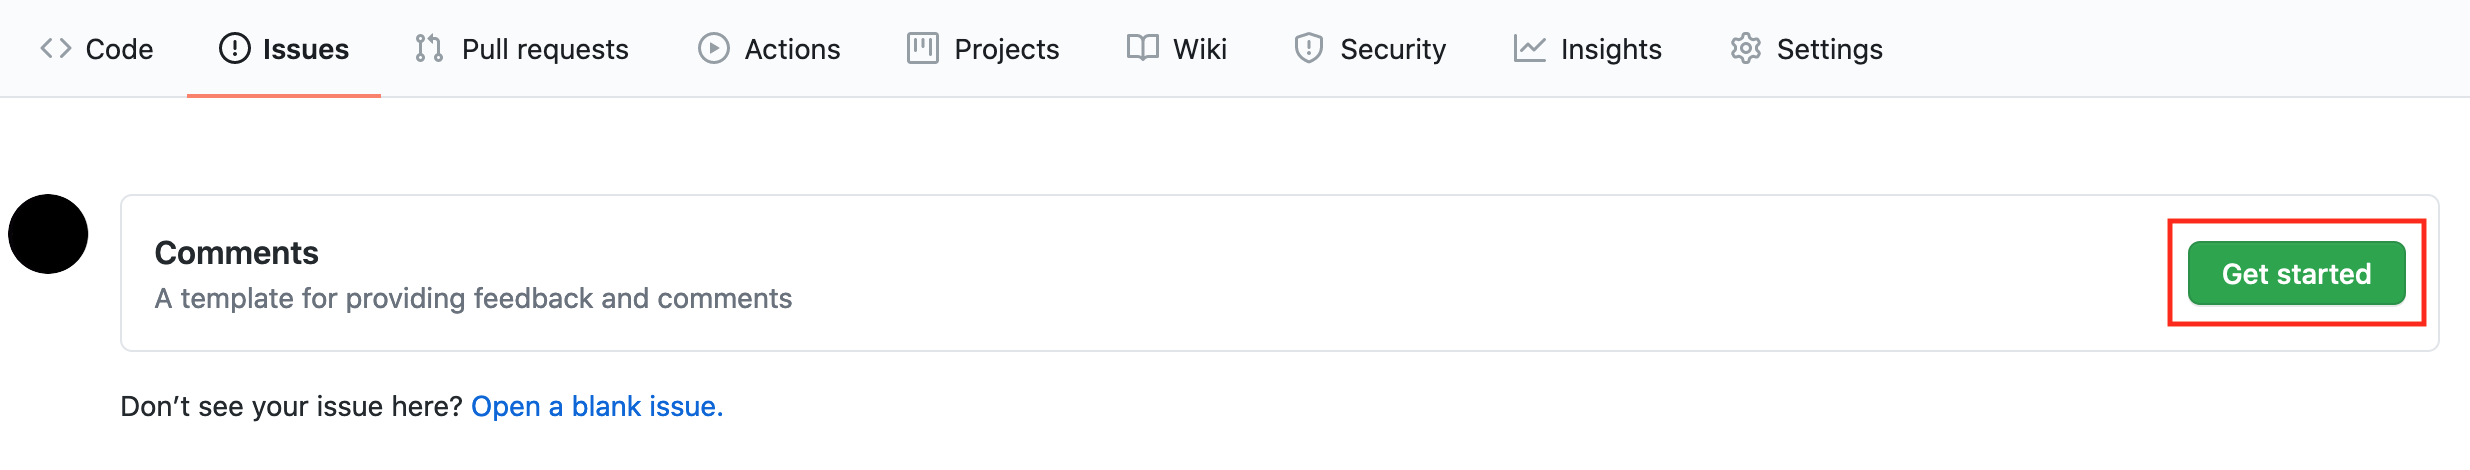 Code Issues Pull requests Actions Projects Wiki Security Insights Settings
Comments
A template for providing feedback and comments
Get started
Don’t see your issue here? Open a blank issue.